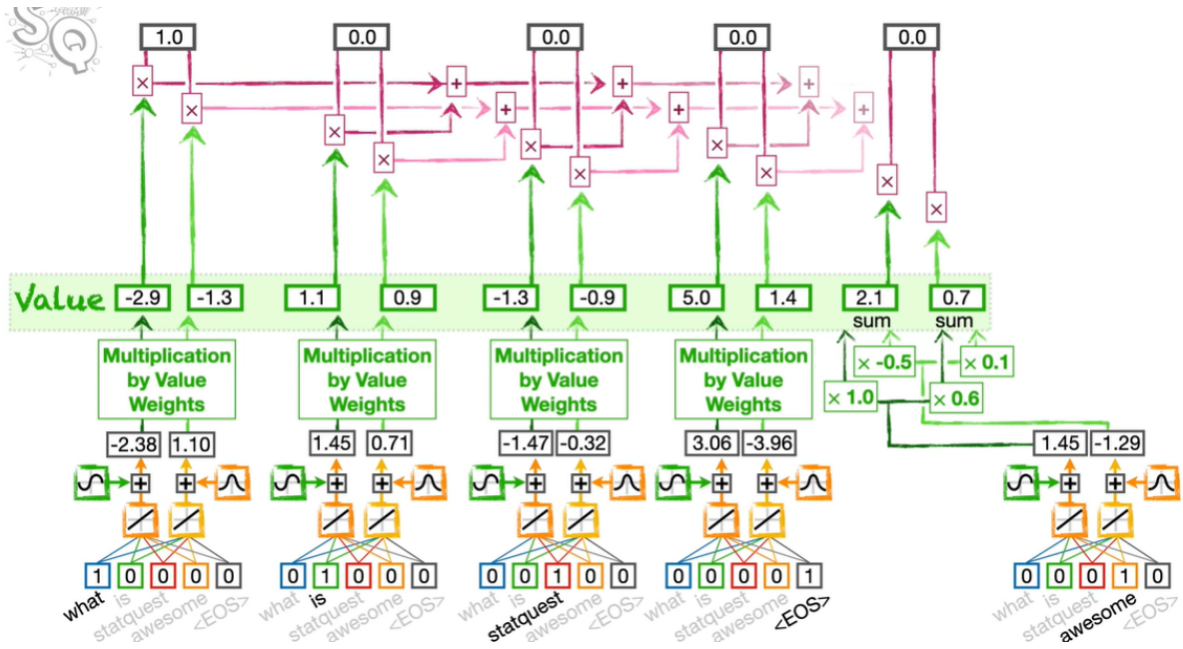 SQ
1.0 0.0 0.0 0.0 0.0
× + + +
× + + +
× × ×
× × ×
×
×
Value -2.9 -1.3 1.1 0.9 -1.3 -0.9 5.0 1.4 2.1 0.7
sum sum
Multiplication by Value Weights
Multiplication by Value Weights
Multiplication by Value Weights
Multiplication by Value Weights
× -0.5 × 0.1
× 1.0 × 0.6
-2.38 1.10 1.45 0.71 -1.47 -0.32 3.06 -3.96 1.45 -1.29
+ + + + + + + + + +
1 0 0 0 0 0 1 0 0 0 0 0 1 0 0 0 0 0 0 1 0 0 0 1 0
what is statquest awesome <EOS>
what is statquest awesome <EOS>
what is statquest awesome <EOS>
what is statquest awesome <EOS>
what is statquest awesome <EOS>